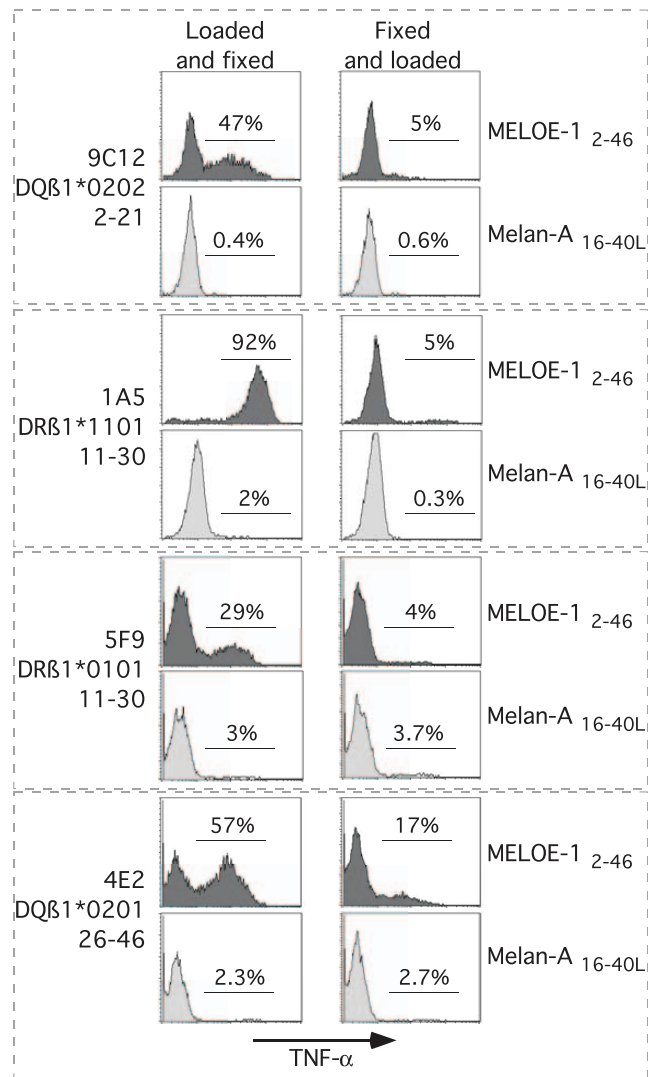 Loaded and fixed
Fixed and loaded
9C12
DQß1*0202
2-21
47%
5%
MELOE-1 2-46
0.4%
0.6%
Melan-A 16-40L
1A5
DRß1*1101
11-30
92%
5%
MELOE-1 2-46
2%
0.3%
Melan-A 16-40L
5F9
DRß1*0101
11-30
29%
4%
MELOE-1 2-46
3%
3.7%
Melan-A 16-40L
4E2
DQß1*0201
26-46
57%
17%
MELOE-1 2-46
2.3%
2.7%
Melan-A 16-40L
TNF-α